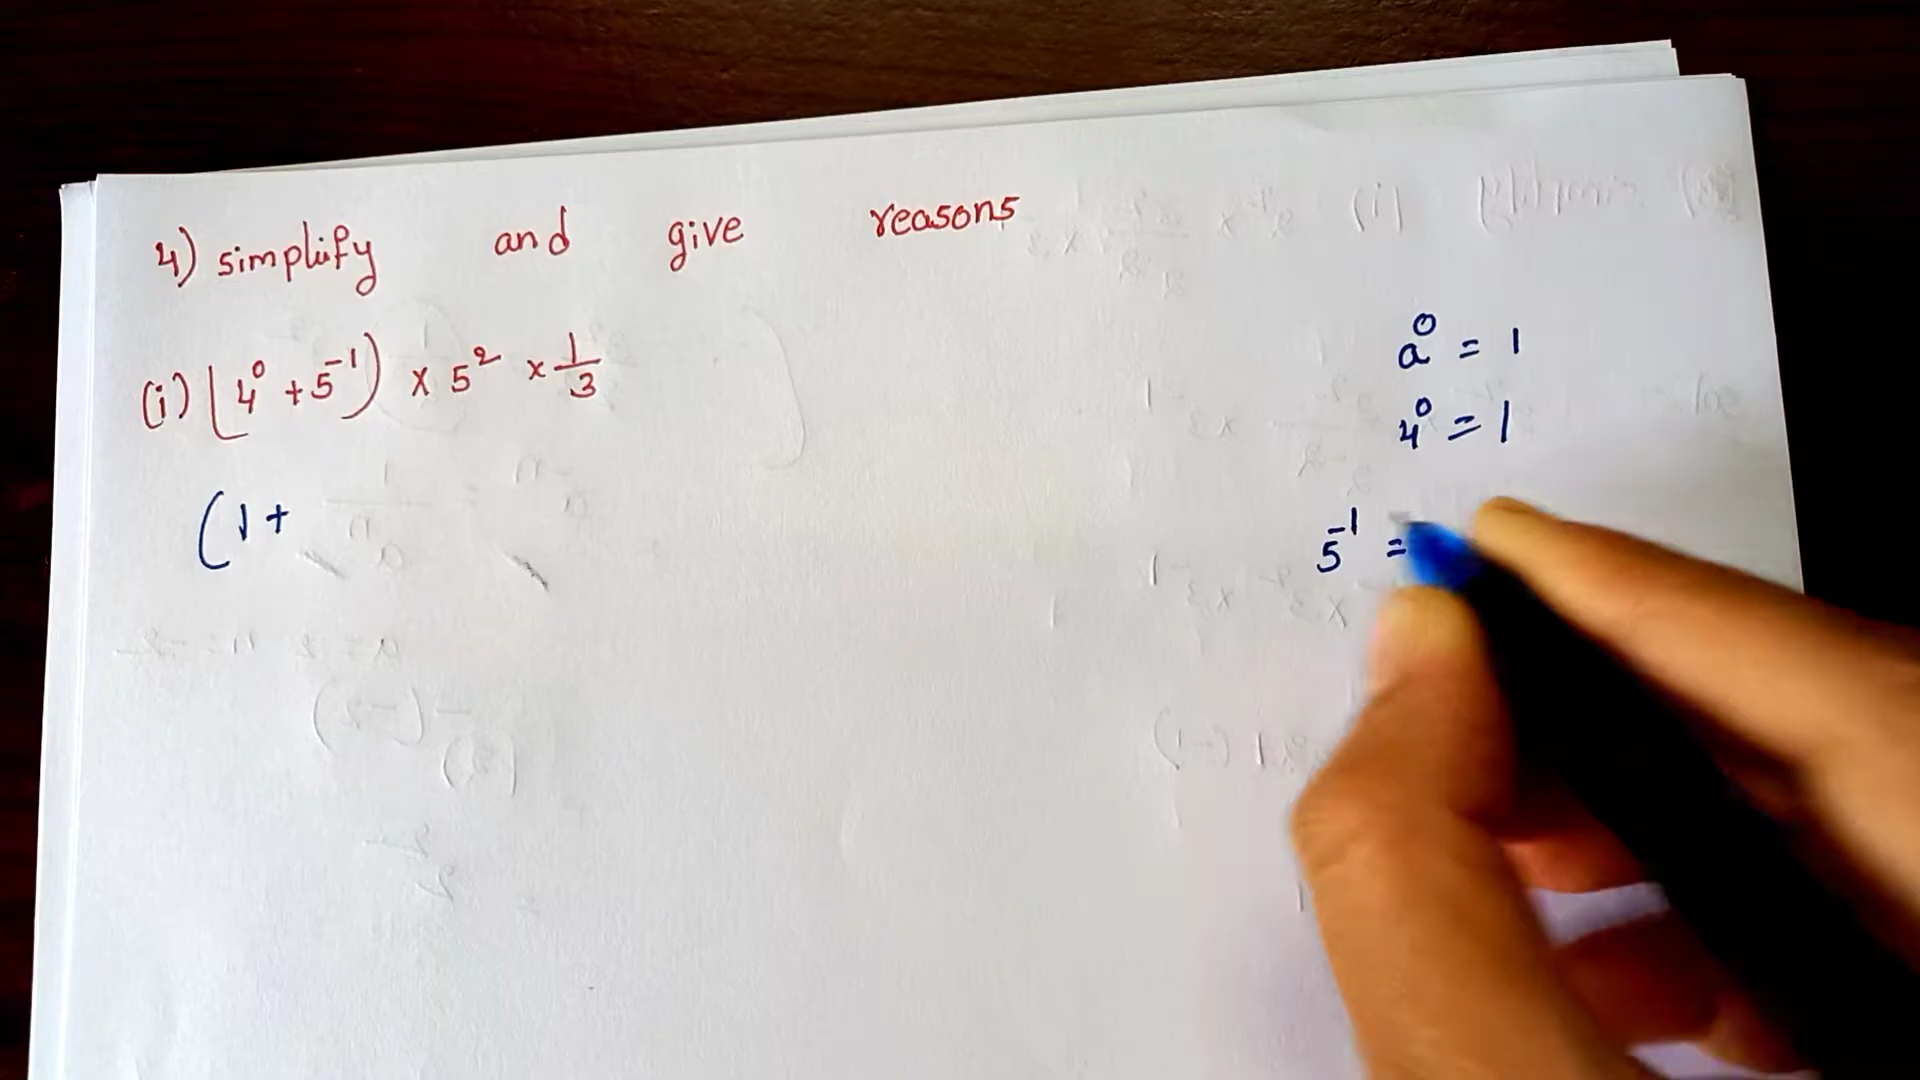 4) simplify and give reasons
(i) (4⁰ + 5⁻¹) × 5² × 1/3
a⁰ = 1
4⁰ = 1
(1 +
5⁻¹ =